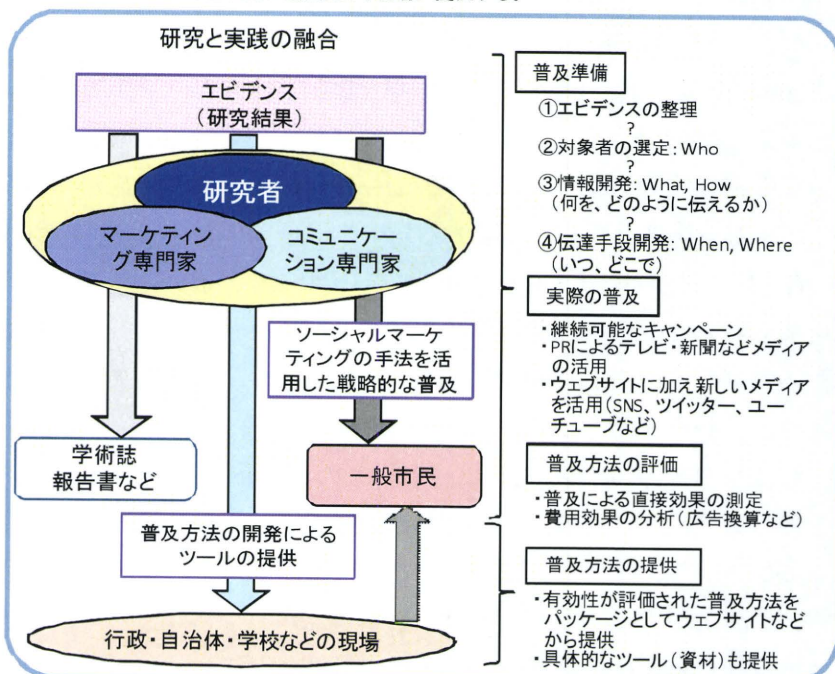 研究と実践の融合
エビデンス
(研究結果)
研究者
マーケティン
グ専門家
コミュニケー
ション専門家
ソーシャルマーケ
ティングの手法を活
用した戦略的な普及
学術誌
報告書など
一般市民
普及方法の開発による
ツールの提供
行政・自治体・学校などの現場
普及準備
①エビデンスの整理
?
②対象者の選定: Who
?
③情報開発: What, How
(何を、どのように伝えるか)
?
④伝達手段開発: When, Where
(いつ、どこで)
実際の普及
・継続可能なキャンペーン
・PRによるテレビ・新聞などメディア
の活用
・ウェブサイトに加え新しいメディア
を活用(SNS、ツイッター、ユー
チューブなど)
普及方法の評価
・普及による直接効果の測定
・費用効果の分析(広告換算など)
普及方法の提供
・有効性が評価された普及方法を
パッケージとしてウェブサイトなど
から提供
・具体的なツール(資材)も提供